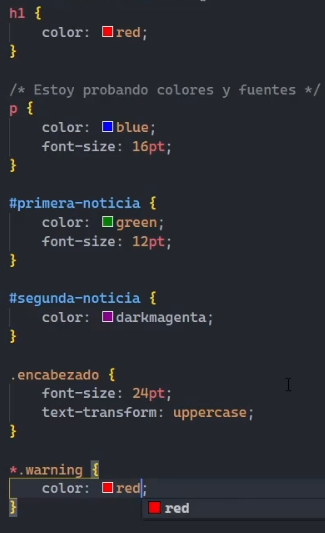 h1 {
color: red;
}
/* Estoy probando colores y fuentes */
p {
color: blue;
font-size: 16pt;
}
#primera-noticia {
color: green;
font-size: 12pt;
}
#segunda-noticia {
color: darkmagenta;
}
.encabezado {
font-size: 24pt;
text-transform: uppercase;
}
*.warning {
color: red;
red
}